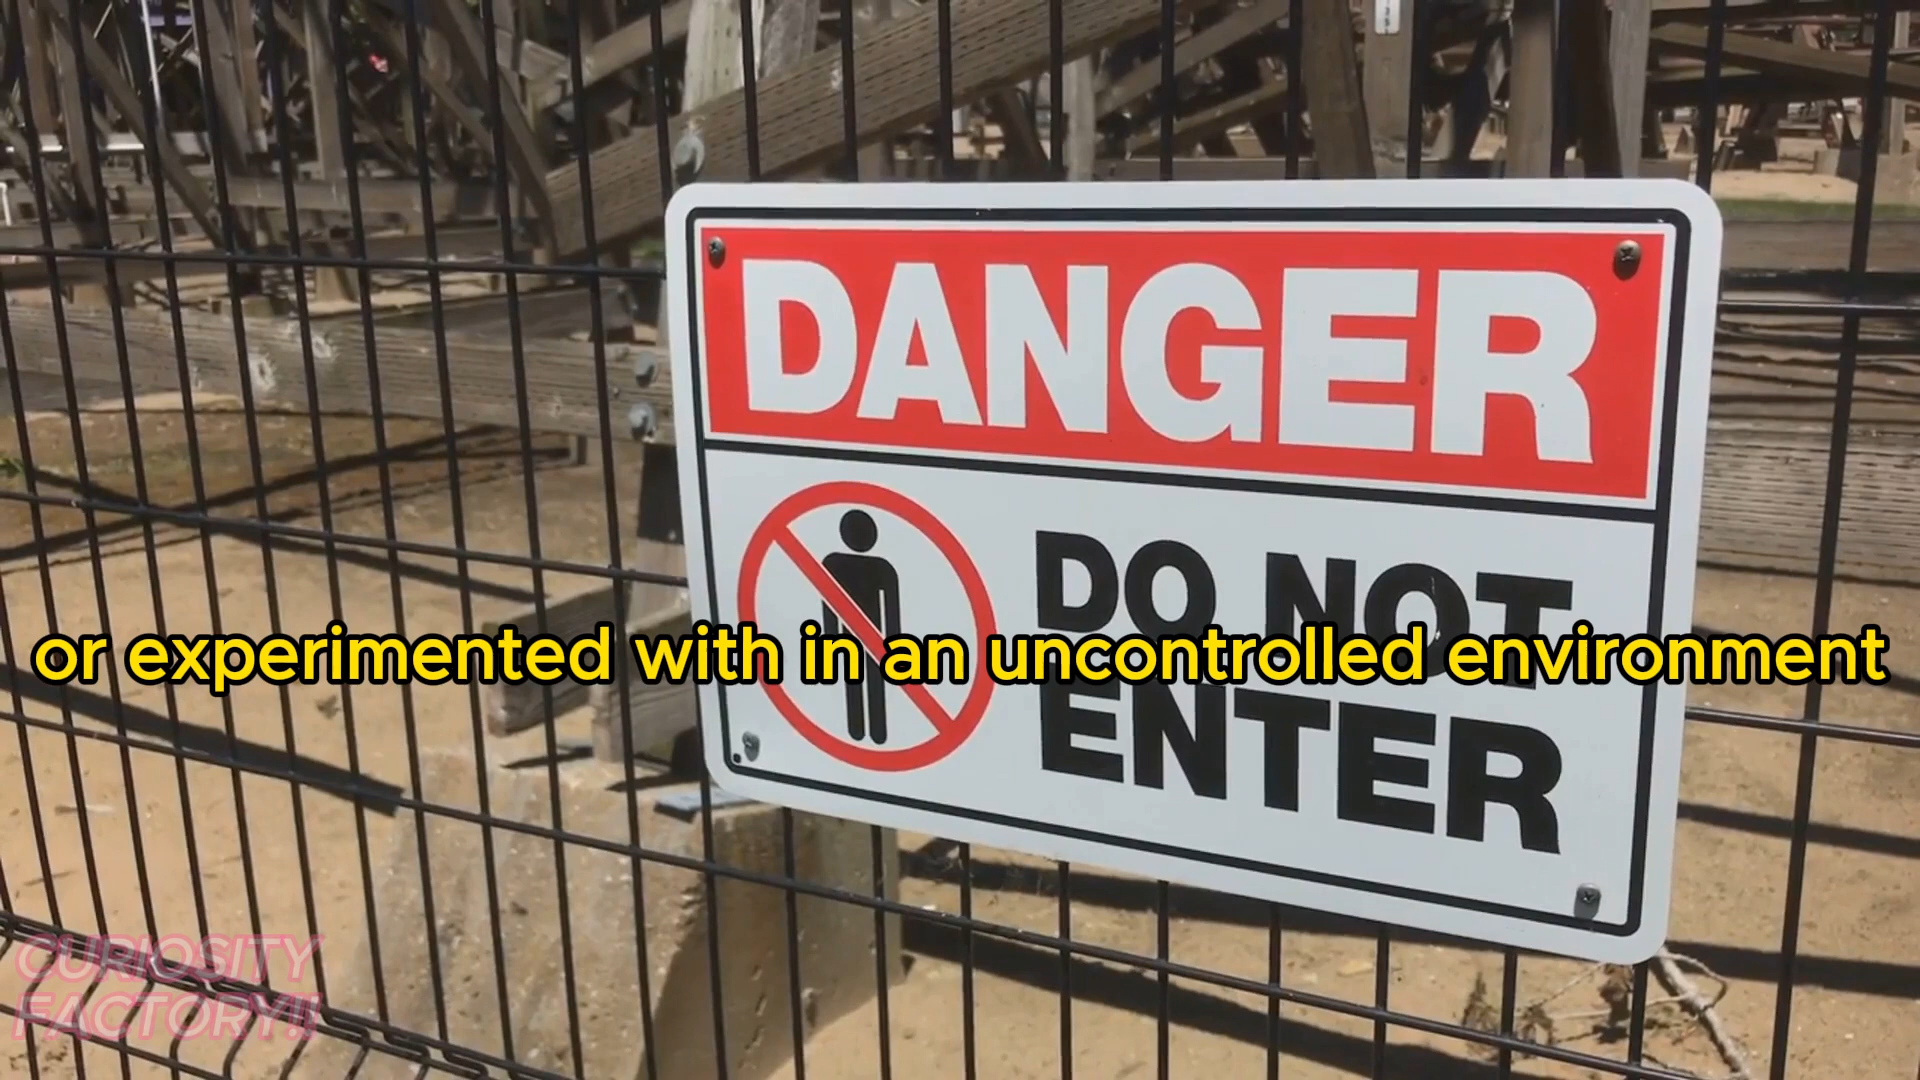 DANGER
DO NOT
ENTER
or experimented with in an uncontrolled environment
CURIOSITY
FACTORY!!